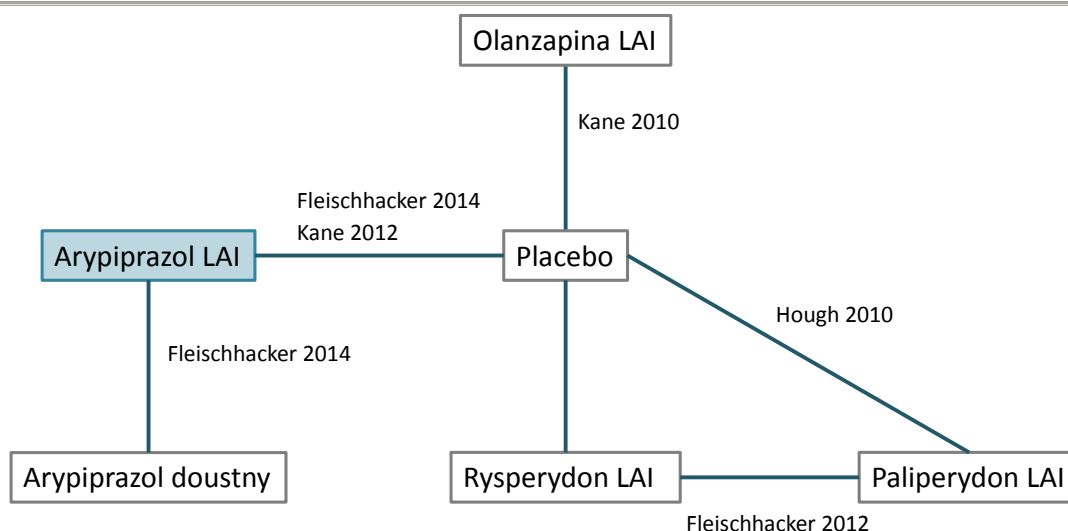 Olanzapina LAI
Kane 2010
Fleischhacker 2014
Kane 2012
Arypiprazol LAI
Placebo
Hough 2010
Fleischhacker 2014
Arypiprazol doustny
Rysperydon LAI
Paliperydon LAI
Fleischhacker 2012